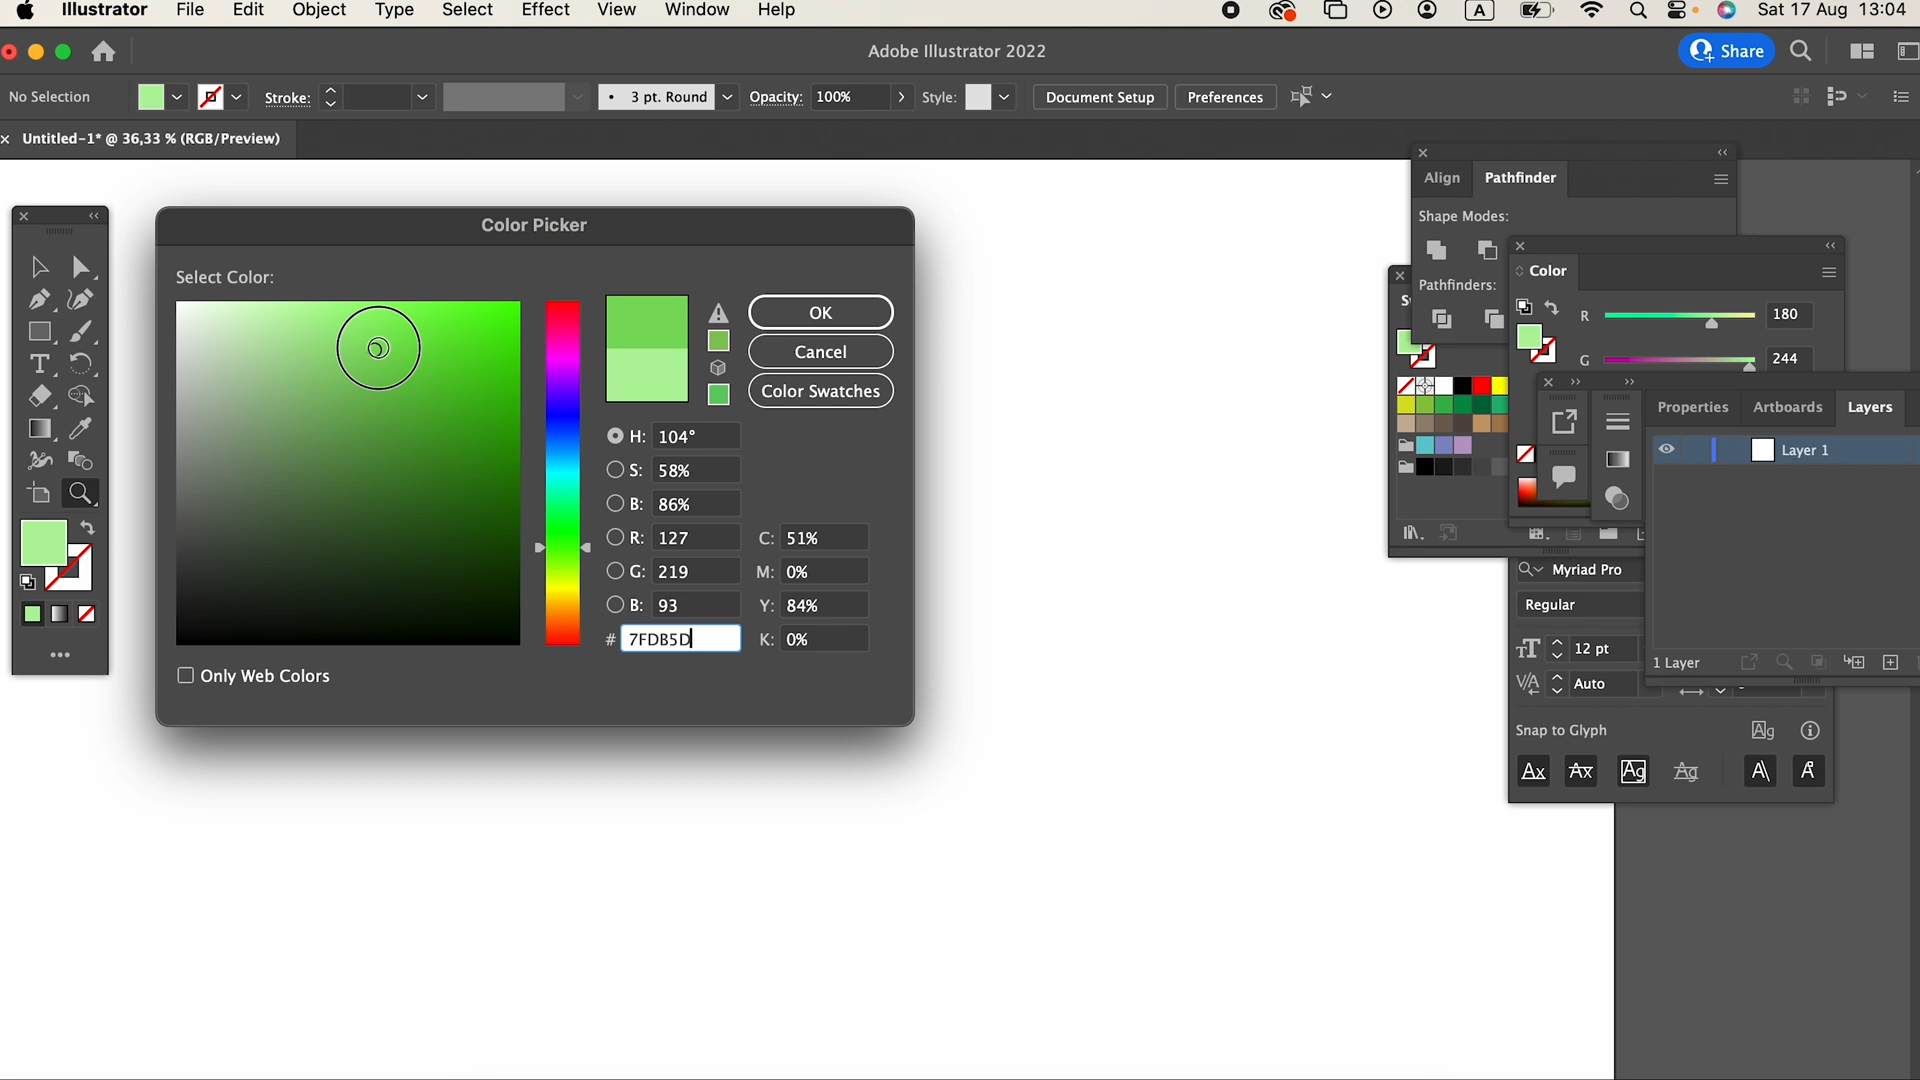 Illustrator File Edit Object Type Select Effect View Window Help A Sat 17 Aug 13:04
Adobe Illustrator 2022
Share
No Selection Stroke: 3 pt. Round Opacity: 100% Style: Document Setup Preferences
Untitled-1* @ 36,33 % (RGB/Preview)
Align Pathfinder
Shape Modes:
Pathfinders:
Color
R 180
G 244
Properties Artboards Layers
Layer 1
1 Layer
Color Picker
Select Color:
OK
Cancel
Color Swatches
H: 104°
S: 58%
B: 86%
R: 127 C: 51%
G: 219 M: 0%
B: 93 Y: 84%
# 7FDB5D K: 0%
Only Web Colors
T
Myriad Pro
Regular
12 pt
Auto
Snap to Glyph
Ax Ax Ag Ag A A